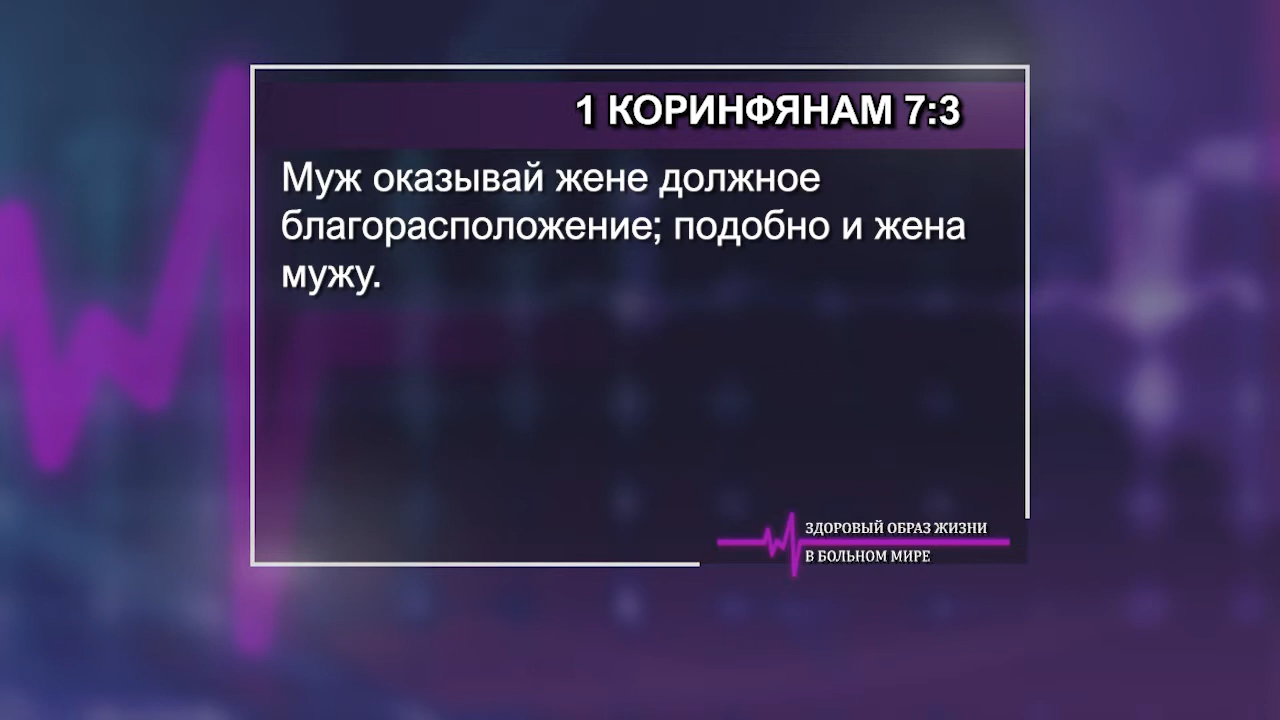 1 КОРИНФЯНАМ 7:3
Муж оказывай жене должное
благорасположение; подобно и жена
мужу.
ЗДОРОВЫЙ ОБРАЗ ЖИЗНИ
В БОЛЬНОМ МИРЕ